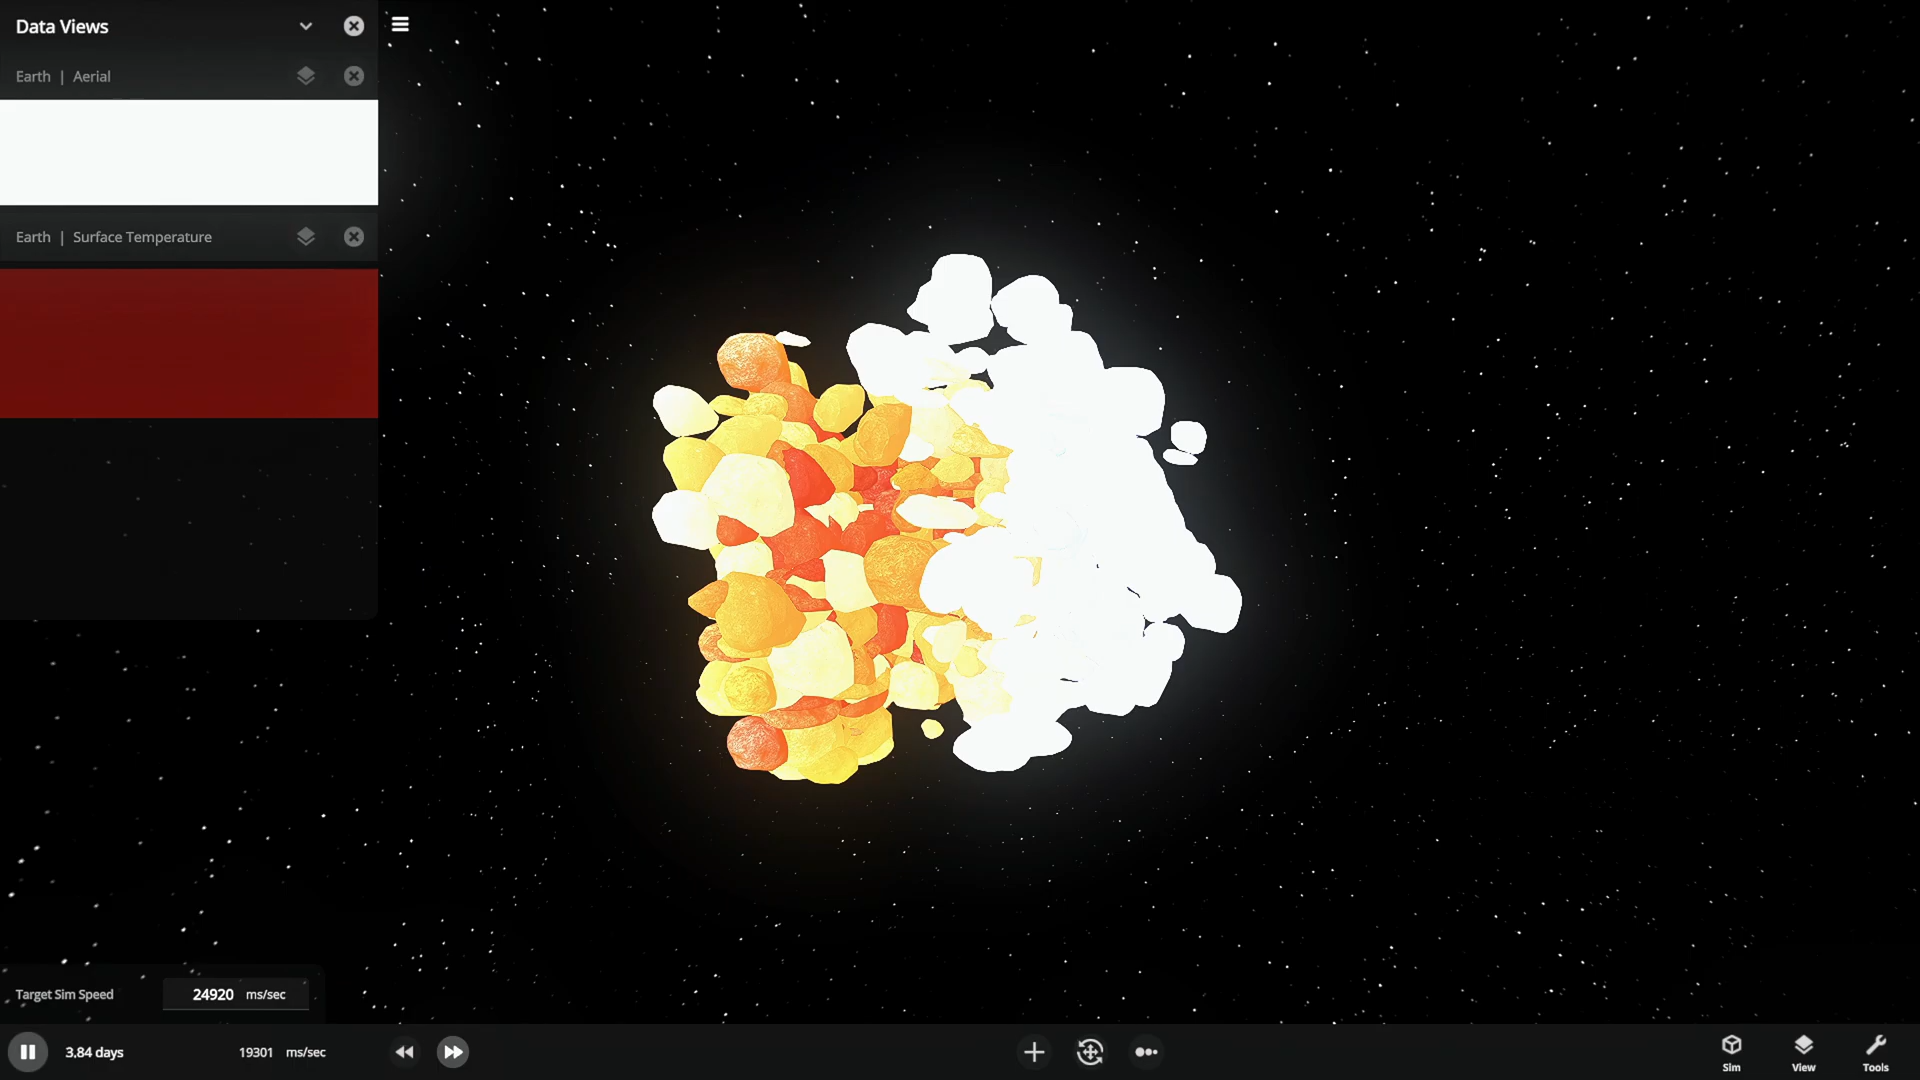 Data Views
Earth | Aerial
Earth | Surface Temperature
Target Sim Speed 24920 ms/sec
3.84 days 19301 ms/sec
Sim View Tools